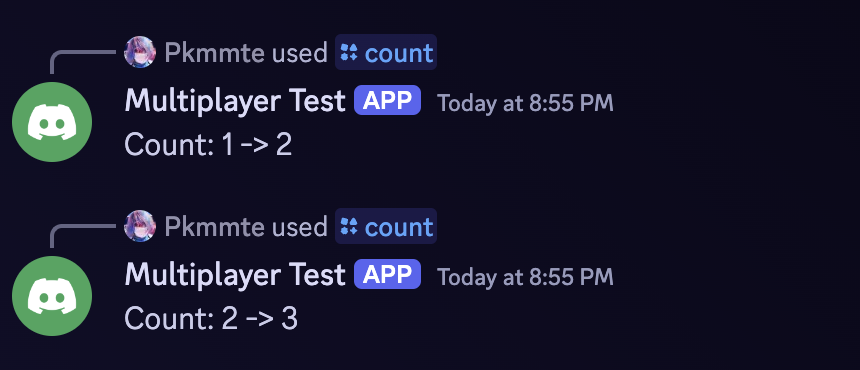 Pkmmte used count
Multiplayer Test APP Today at 8:55 PM
Count: 1 -> 2
Pkmmte used count
Multiplayer Test APP Today at 8:55 PM
Count: 2 -> 3